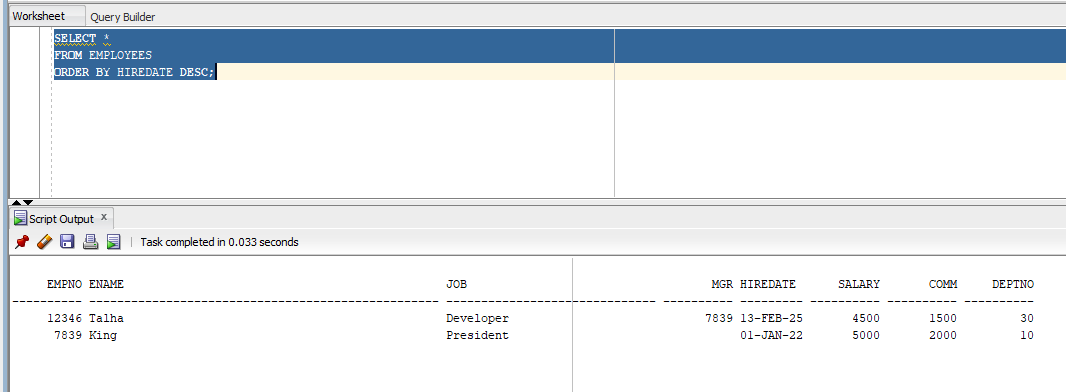 Worksheet Query Builder
SELECT *
FROM EMPLOYEES
ORDER BY HIREDATE DESC;
Script Output x
Task completed in 0.033 seconds
EMPNO ENAME JOB MGR HIREDATE SALARY COMM DEPTNO
---------- -------------------------------------------------- ------------------------------ ---------- --------- ---------- ---------- ----------
12346 Talha Developer 7839 13-FEB-25 4500 1500 30
7839 King President 01-JAN-22 5000 2000 10